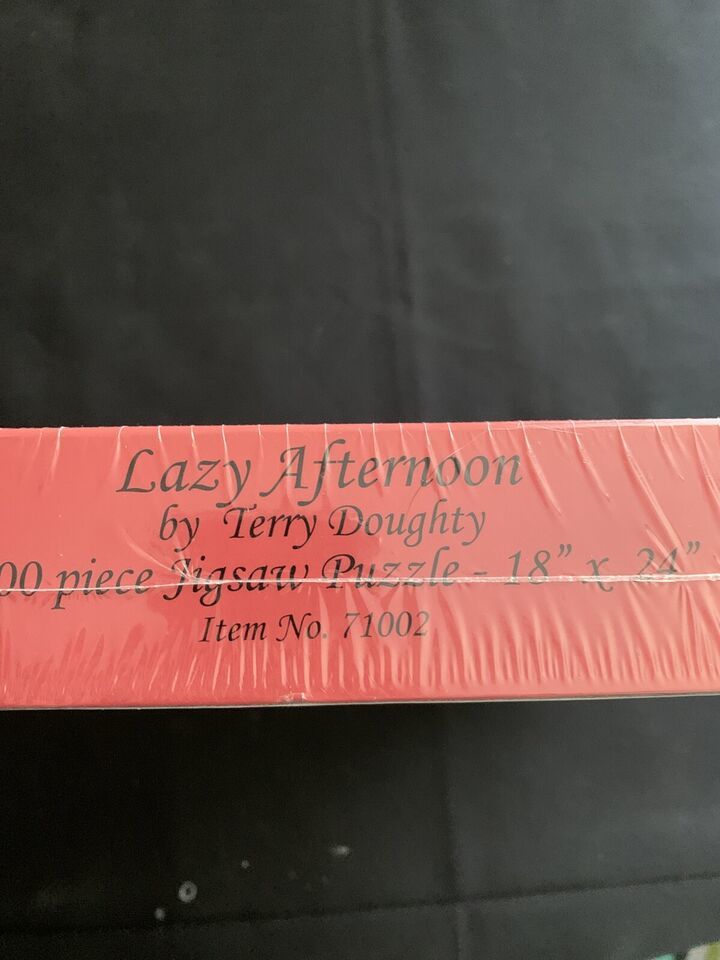 Lazy Afternoon
by Terry Doughty
00 piece Jigsaw Puzzle - 18" x 24"
Item No. 71002